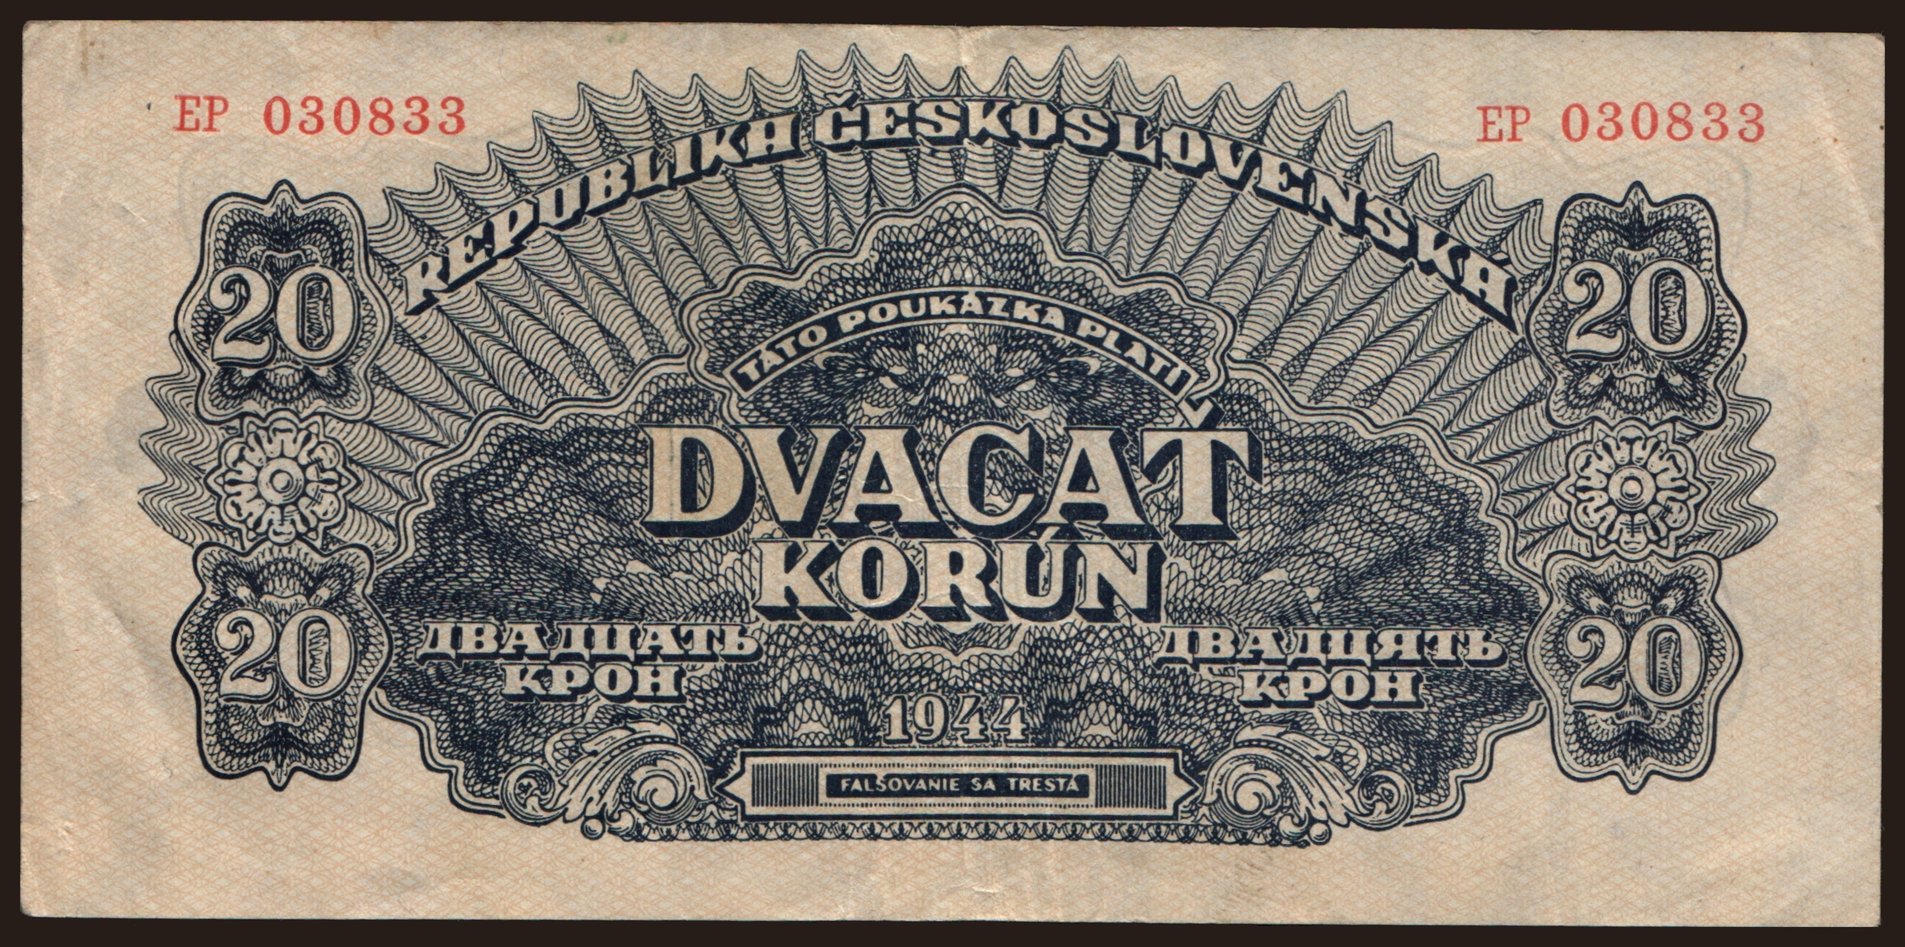 EP 030833
EP 030833
REPUBLIKA ČESKOSLOVENSKÁ
20
20
TÁTO POUKÁZKA PLATÍ
DVACAŤ
KORÚN
ДВАДЦАТЬ
КРОН
ДВАДЦЯТЬ
КРОН
20
20
1944
FALŠOVANIE SA TRESTÁ